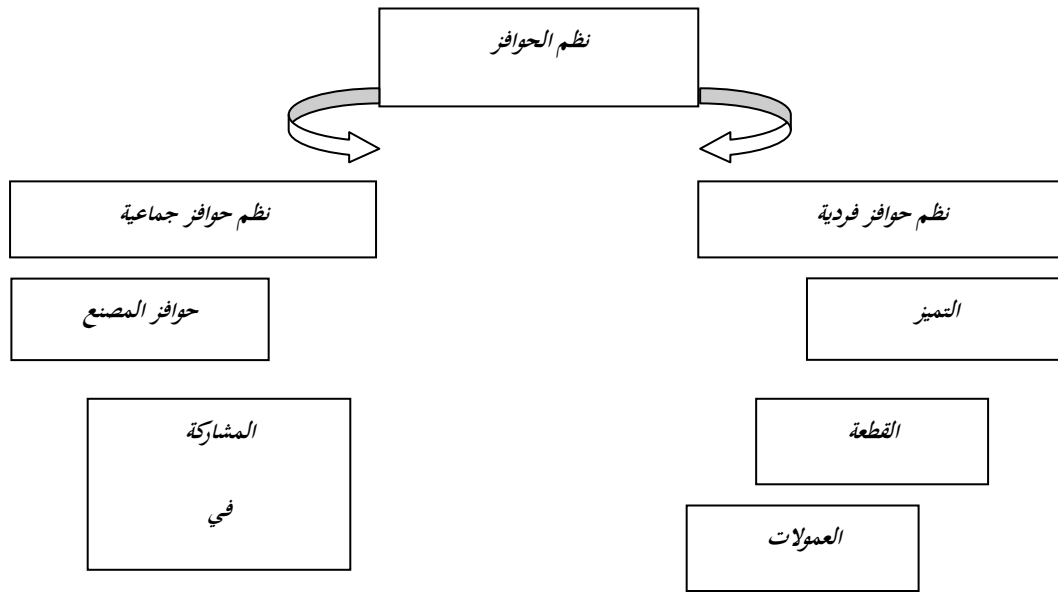 نظم الحوافز
نظم حوافز فردية
نظم حوافز جماعية
التميز
حوافز المصنع
القطعة
المشاركة
في
العمولات